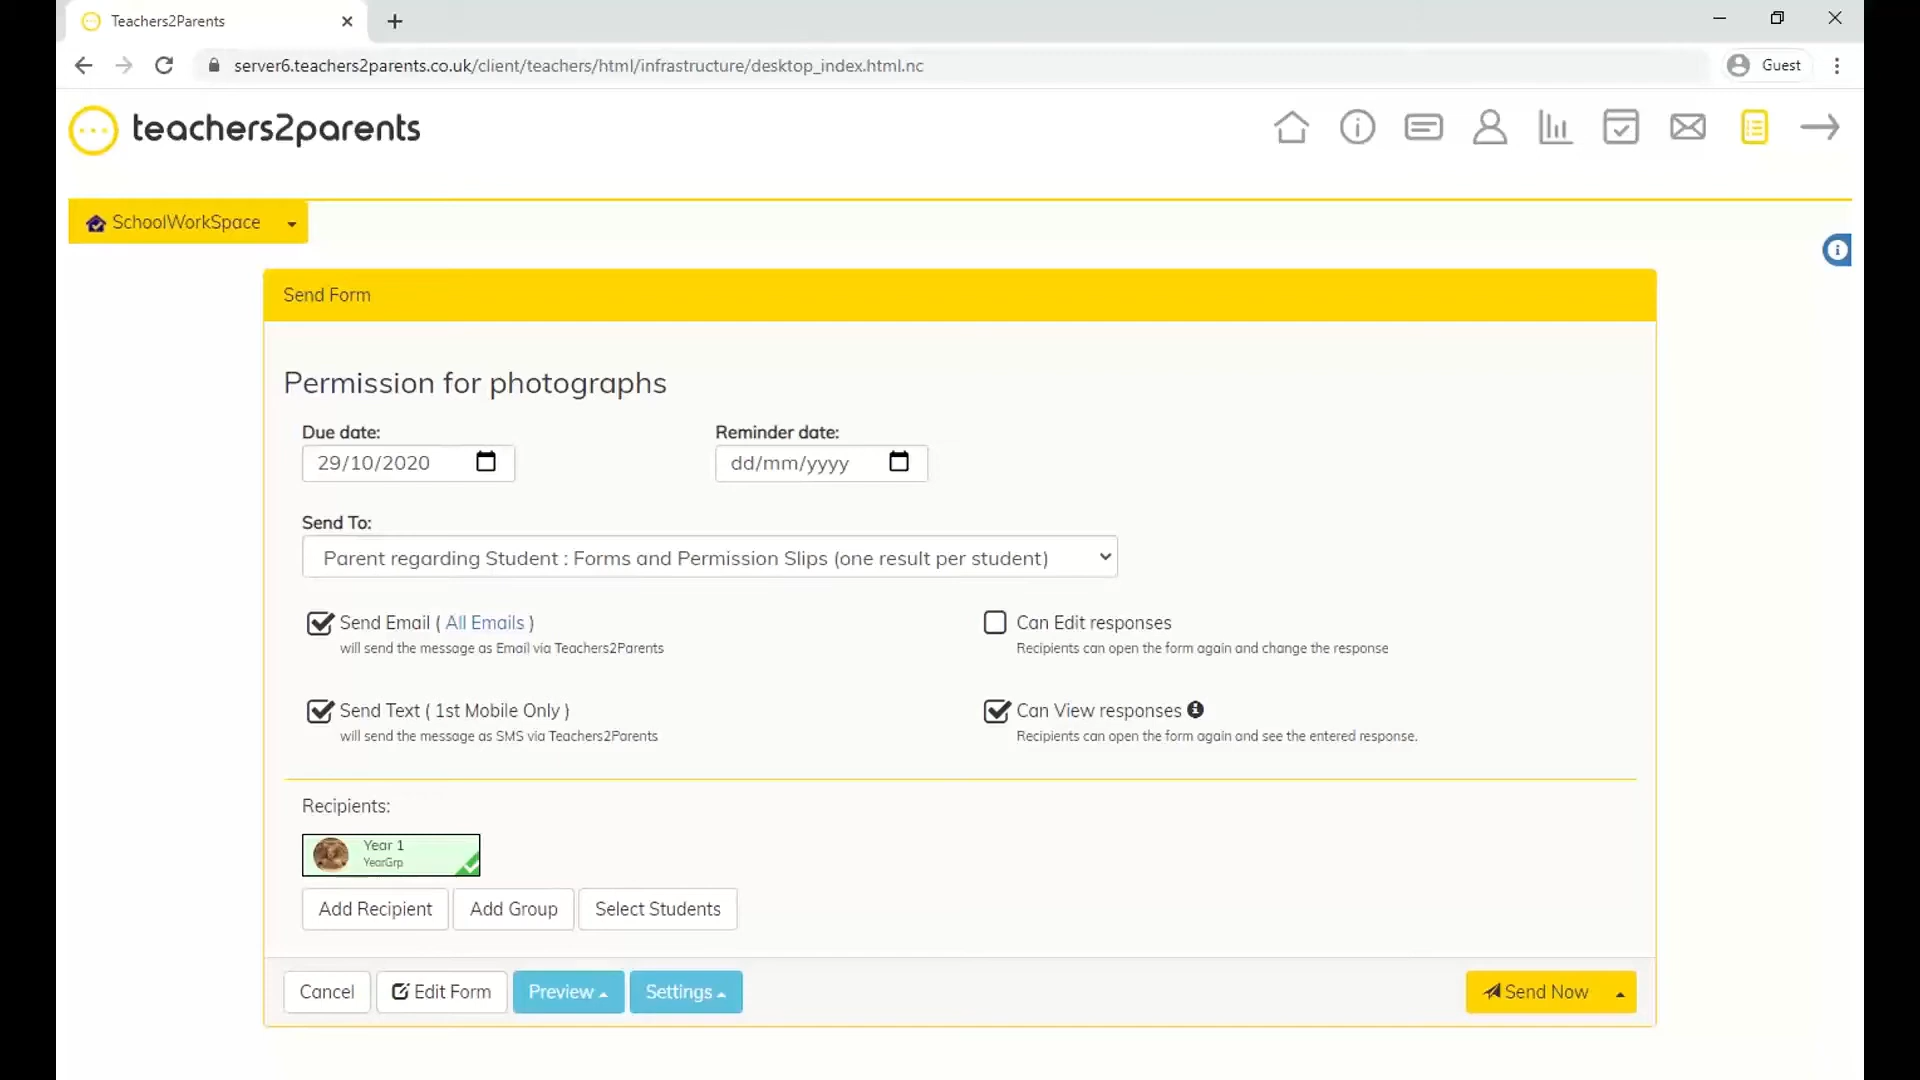 Teachers2Parents
server6.teachers2parents.co.uk/client/teachers/html/infrastructure/desktop_index.html.nc
Guest
teachers2parents
SchoolWorkSpace
Send Form
Permission for photographs
Due date:
Reminder date:
29/10/2020
dd/mm/yyyy
Send To:
Parent regarding Student : Forms and Permission Slips (one result per student)
Send Email ( All Emails )
will send the message as Email via Teachers2Parents
Can Edit responses
Recipients can open the form again and change the response
Send Text ( 1st Mobile Only )
will send the message as SMS via Teachers2Parents
Can View responses
Recipients can open the form again and see the entered response.
Recipients:
Year 1
YearGrp
Add Recipient
Add Group
Select Students
Cancel
Edit Form
Preview
Settings
Send Now